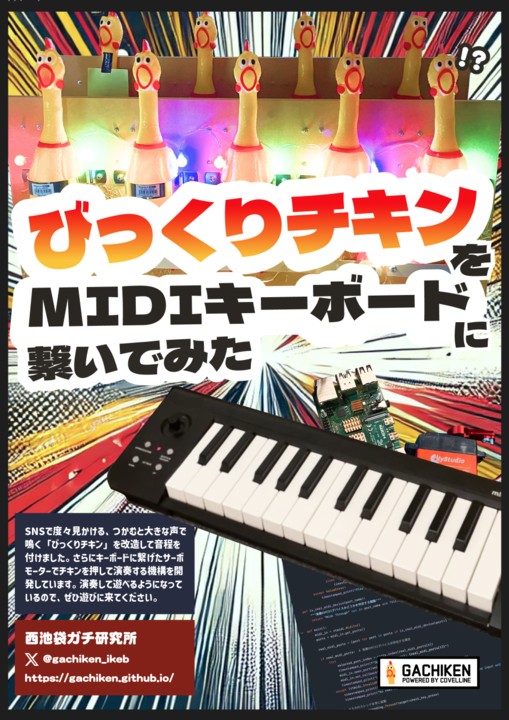 !?
びっくりチキンを
MIDIキーボードに
繋いでみた
SNSで度々見かける、つかむと大きな声で
鳴く「びっくりチキン」を改造して音程を
付けました。さらにキーボードに繋げたサーボ
モーターでチキンを押して演奏する機構を開
発しています。演奏して遊べるようになって
いるので、ぜひ遊びに来てください。
西池袋ガチ研究所
@gachiken_ikeb
https://gachiken.github.io/
GACHIKEN
POWERED BY COVELLINE